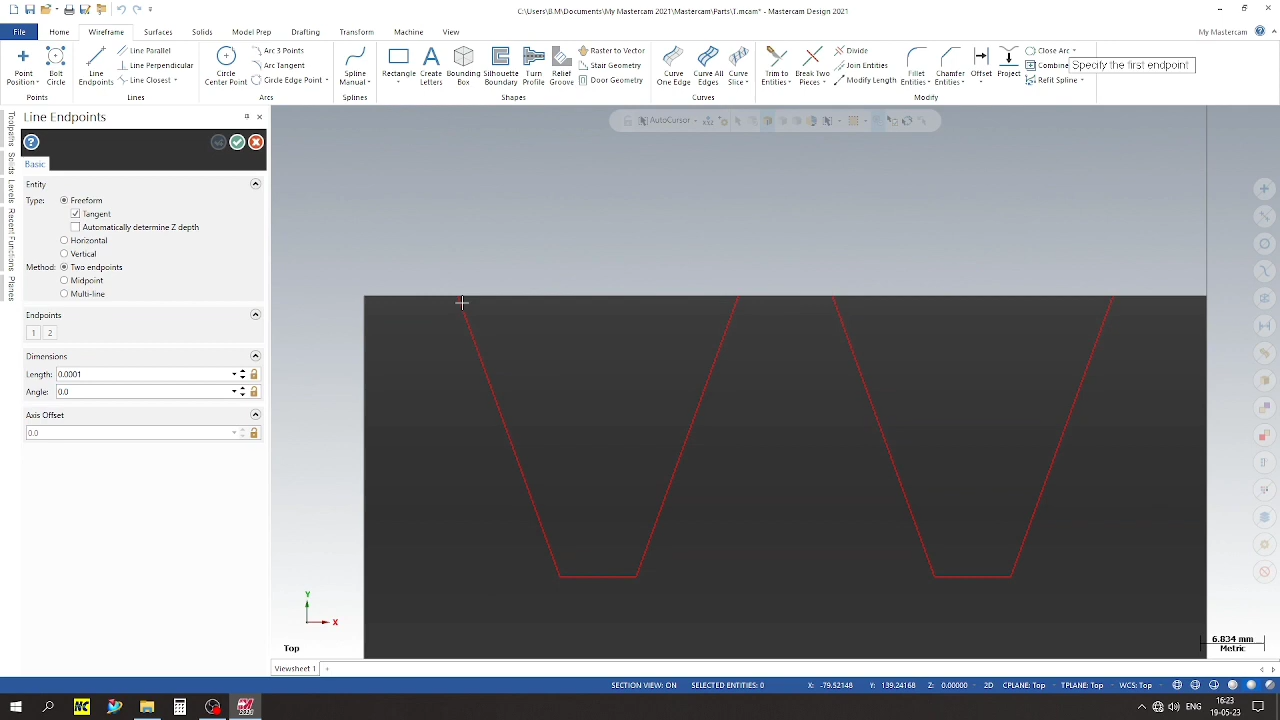 C:\Users\B.M\Documents\My Mastercam 2021\Mastercam\Parts\T.mcam* - Mastercam Design 2021
File Home Wireframe Surfaces Solids Model Prep Drafting Transform Machine View My Mastercam
Point Position Bolt Circle
Points
Line Endpoints
Line Parallel
Line Perpendicular
Line Closest
Lines
Circle Center Point
Arc 3 Points
Arc Tangent
Circle Edge Point
Arcs
Spline Manual
Splines
Rectangle Create Letters Bounding Box Silhouette Boundary Turn Profile Relief Groove
Raster to Vector
Stair Geometry
Door Geometry
Shapes
Curve One Edge Curve All Edges Curve Slice
Curves
Trim to Entities Break Two Pieces
Divide
Join Entities
Modify Length
Fillet Entities Chamfer Entities Offset Project
Close Arc
Combine
Refit Spline
Modify
Specify the first endpoint
Toolpaths
Solids
Levels
Recent Functions
Planes
Line Endpoints
Basic
Entity
Type: Freeform
Tangent
Automatically determine Z depth
Horizontal
Vertical
Method: Two endpoints
Midpoint
Multi-line
Endpoints
1 2
Dimensions
Length: 0.0001
Angle: 0.0
Axis Offset
0.0
AutoCursor
Y
X
Top
6.834 mm
Metric
Viewsheet 1 +
SECTION VIEW: ON SELECTED ENTITIES: 0 X: -79.52148 Y: 139.24168 Z: 0.00000 2D CPLANE: Top TPLANE: Top WCS: Top
ENG
16:23
19-05-23